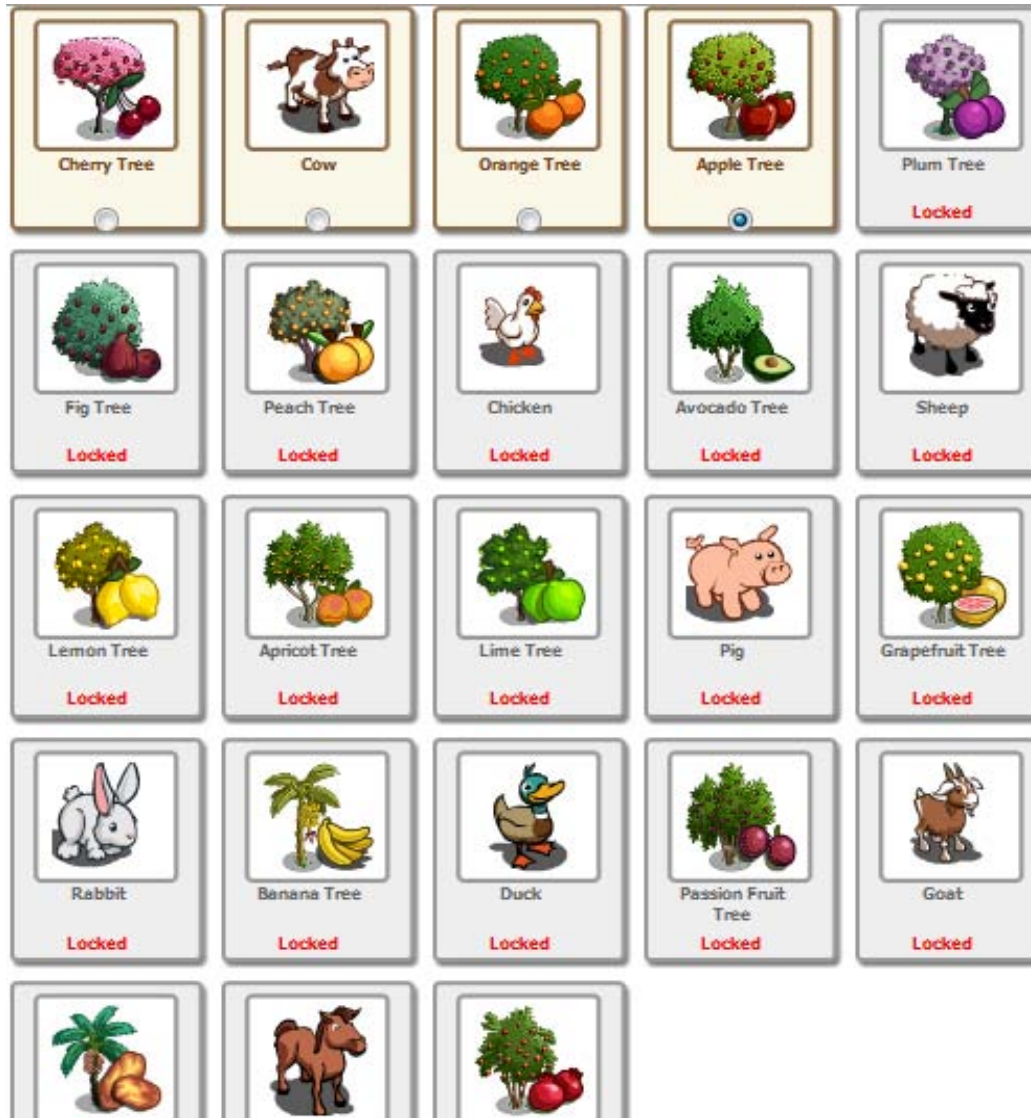 Cherry Tree
Cow
Orange Tree
Apple Tree
Plum Tree
Locked
Fig Tree
Peach Tree
Chicken
Avocado Tree
Sheep
Locked
Locked
Locked
Locked
Locked
Lemon Tree
Apricot Tree
Lime Tree
Pig
Grapefruit Tree
Locked
Locked
Locked
Locked
Locked
Rabbit
Banana Tree
Duck
Passion Fruit
Tree
Goat
Locked
Locked
Locked
Locked
Locked